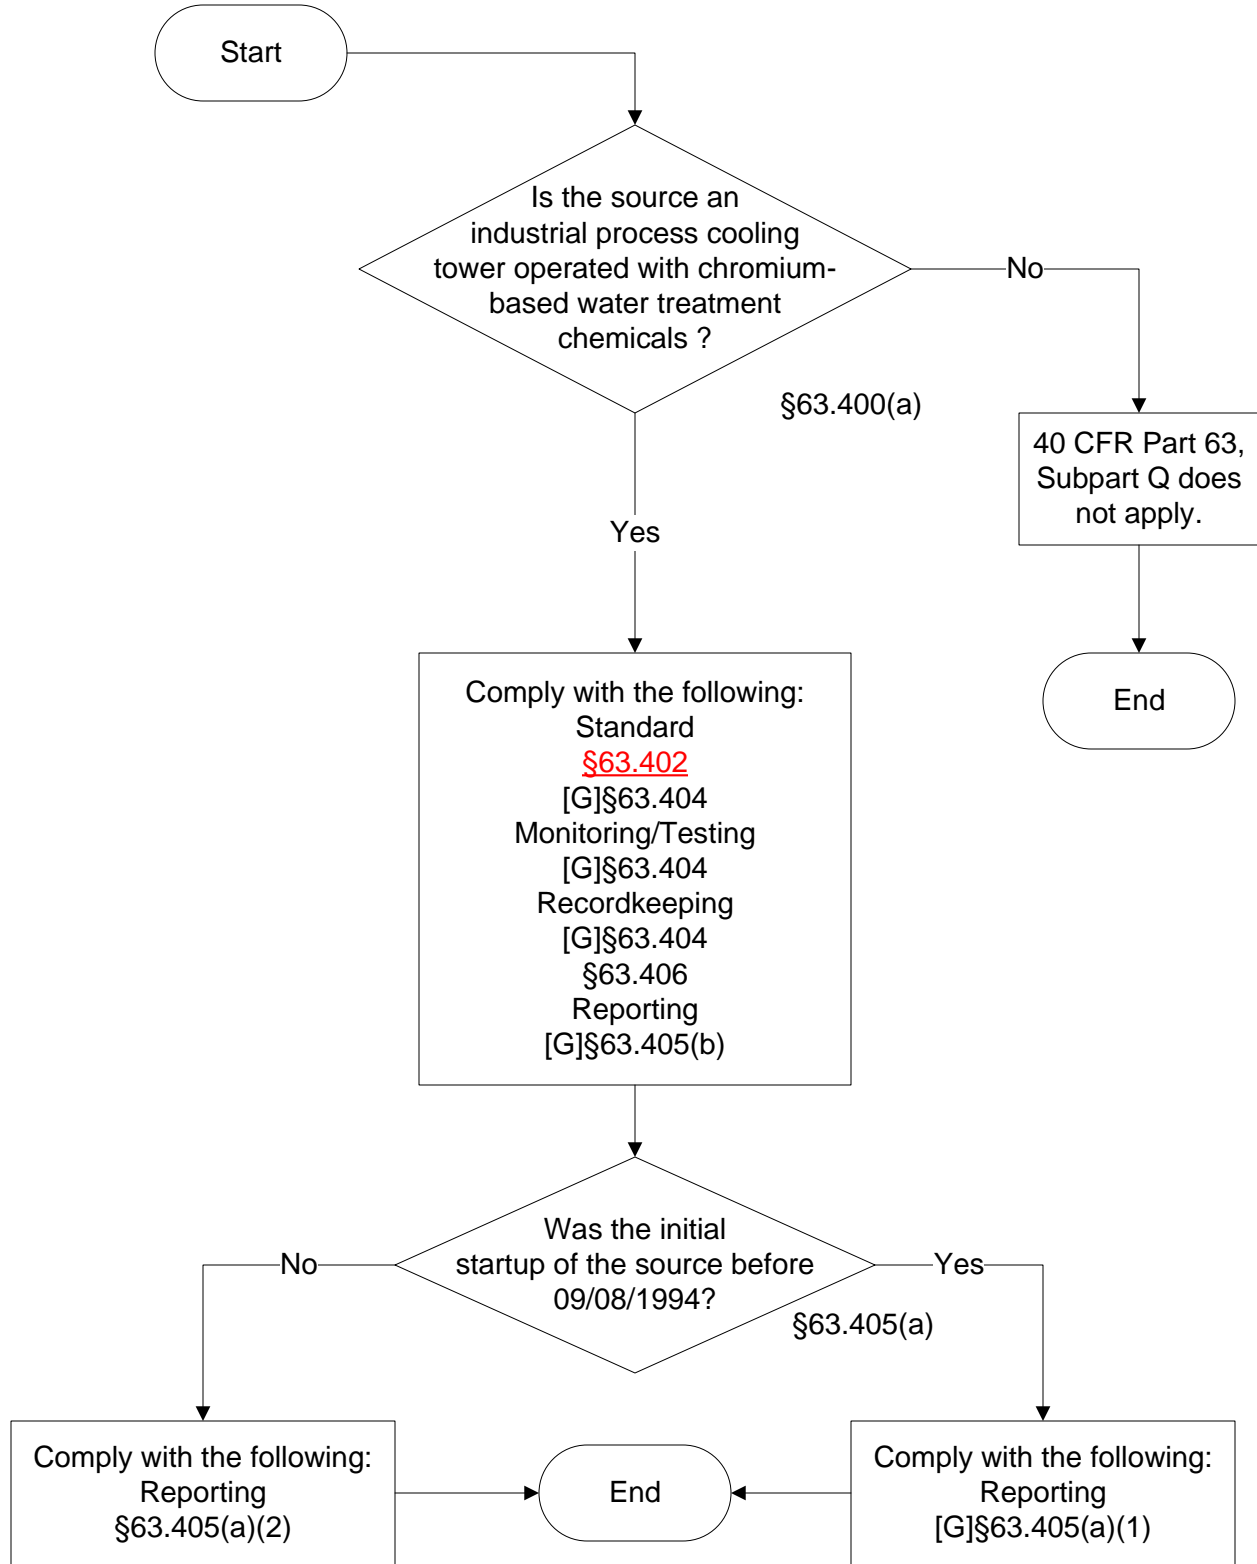 Start
Is the source an
industrial process cooling
tower operated with chromium-
based water treatment
chemicals ?
No
§63.400(a)
40 CFR Part 63,
Subpart Q does
not apply.
Yes
End
Comply with the following:
Standard
§63.402
[G]§63.404
Monitoring/Testing
[G]§63.404
Recordkeeping
[G]§63.404
§63.406
Reporting
[G]§63.405(b)
Was the initial
startup of the source before
09/08/1994?
No
Yes
§63.405(a)
Comply with the following:
Reporting
§63.405(a)(2)
End
Comply with the following:
Reporting
[G]§63.405(a)(1)